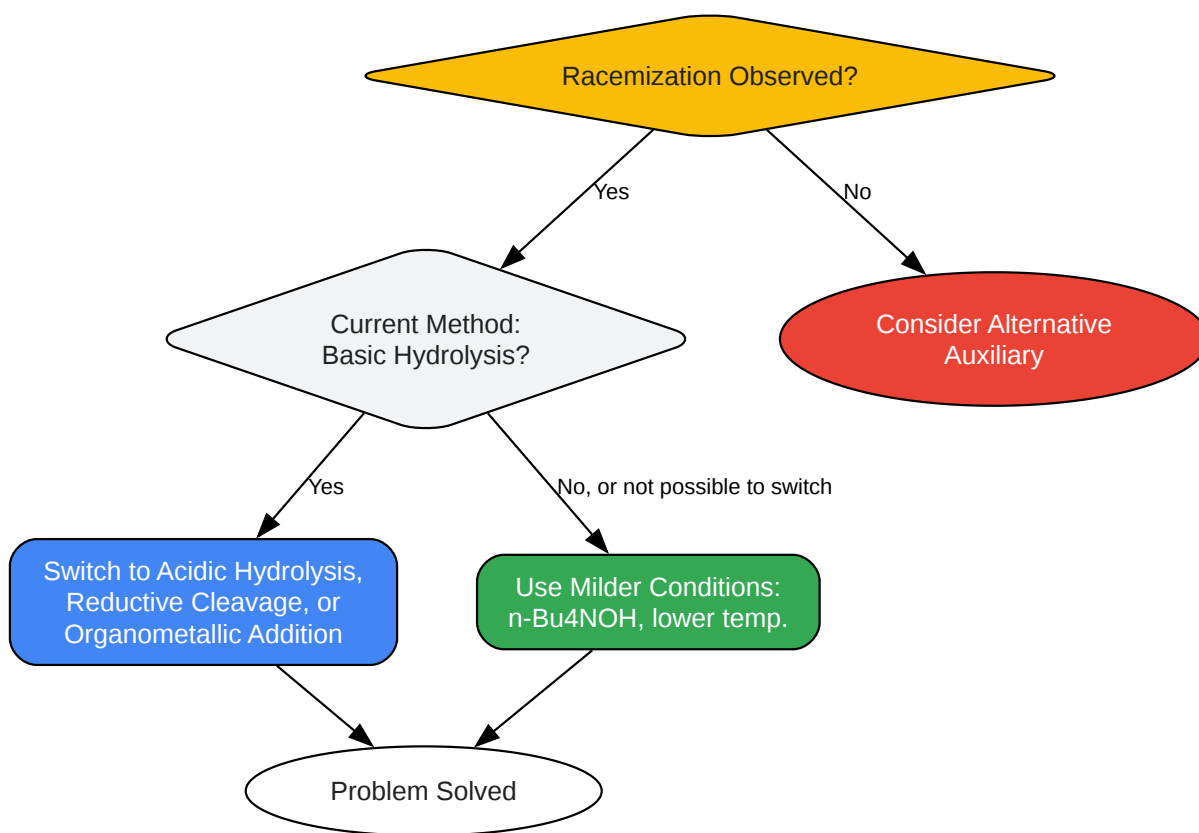 Racemization Observed?
Yes
No
Current Method:
Basic Hydrolysis?
Consider Alternative
Auxiliary
Yes
No, or not possible to switch
Switch to Acidic Hydrolysis,
Reductive Cleavage, or
Organometallic Addition
Use Milder Conditions:
n-Bu4NOH, lower temp.
Problem Solved